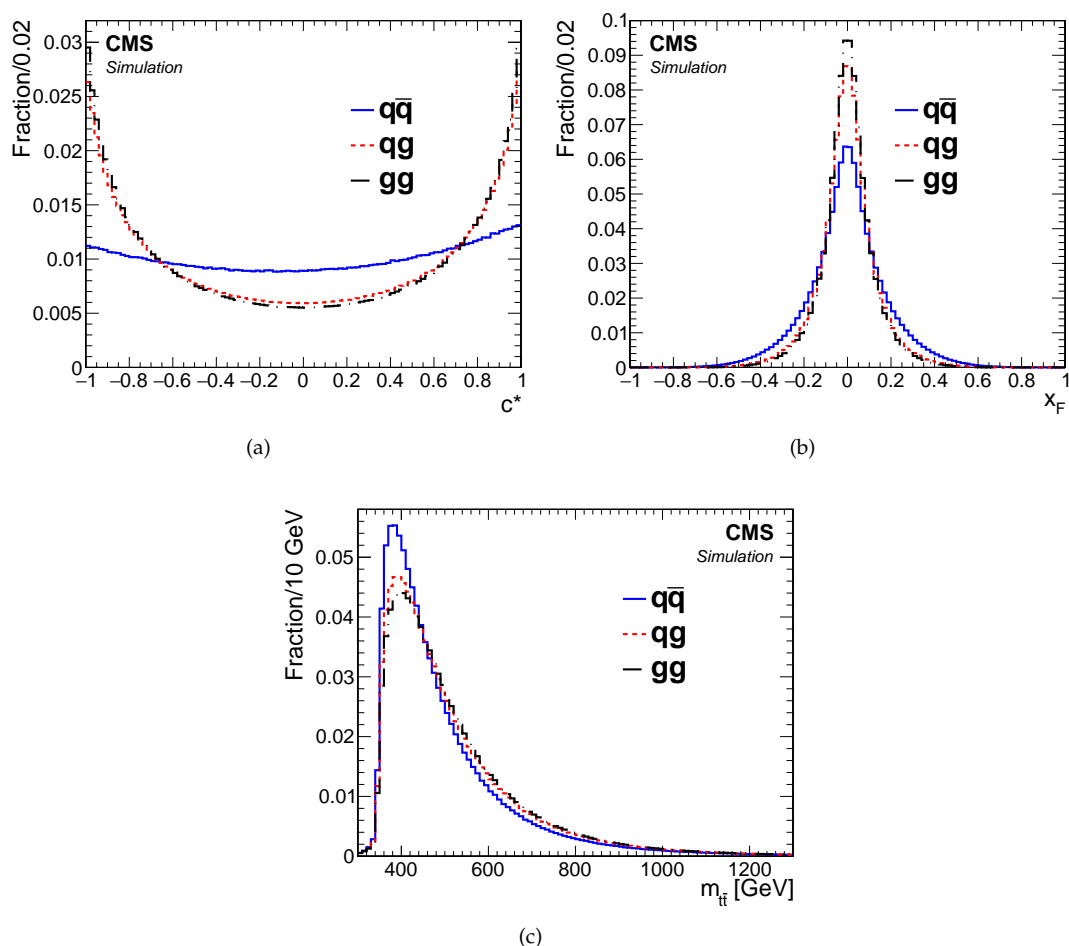 Fraction/0.02
0.03
0.025
0.02
0.015
0.01
0.005
CMS
Simulation
qq̄
qg
gg
−1 −0.8 −0.6 −0.4 −0.2 0 0.2 0.4 0.6 0.8 1
c*
(a)
Fraction/0.02
0.1
0.09
0.08
0.07
0.06
0.05
0.04
0.03
0.02
0.01
0
CMS
Simulation
qq̄
qg
gg
−1 −0.8 −0.6 −0.4 −0.2 0 0.2 0.4 0.6 0.8 1
x_F
(b)
Fraction/10 GeV
0.05
0.04
0.03
0.02
0.01
0
CMS
Simulation
qq̄
qg
gg
400 600 800 1000 1200
m_tt̄ [GeV]
(c)